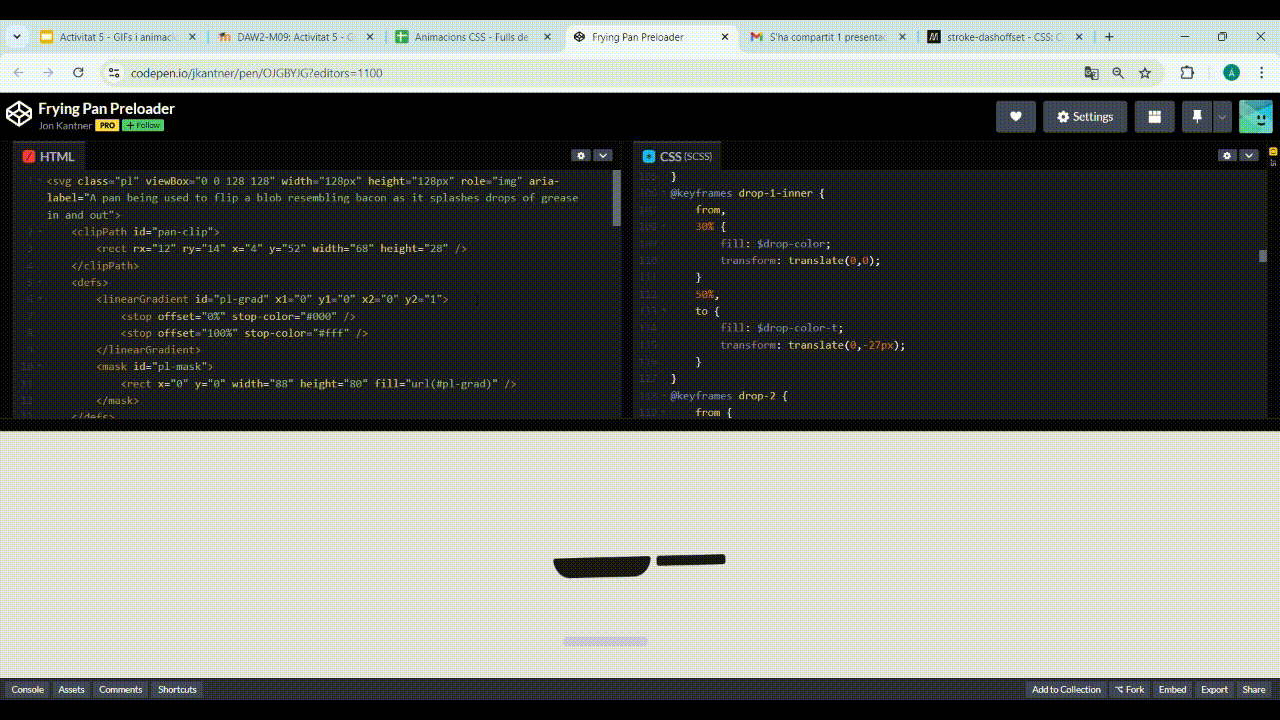 Activitat 5 - GIFs i animaci
DAW2-M09: Activitat 5 - G
Animacions CSS - Fulls de
Frying Pan Preloader
S'ha compartit 1 presentac
stroke-dashoffset - CSS: C
codepen.io/jkantner/pen/OJGBYJG?editors=1100
Frying Pan Preloader
Jon Kantner PRO + Follow
Settings
HTML
<svg class="pl" viewBox="0 0 128 128" width="128px" height="128px" role="img" aria-
label="A pan being used to flip a blob resembling bacon as it splashes drops of grease
in and out">
<clipPath id="pan-clip">
<rect rx="12" ry="14" x="4" y="52" width="68" height="28" />
</clipPath>
<defs>
<linearGradient id="pl-grad" x1="0" y1="0" x2="0" y2="1">
<stop offset="0%" stop-color="#000" />
<stop offset="100%" stop-color="#fff" />
</linearGradient>
<mask id="pl-mask">
<rect x="0" y="0" width="88" height="80" fill="url(#pl-grad)" />
</mask>
</defs>
CSS (SCSS)
}
@keyframes drop-1-inner {
from,
30% {
fill: $drop-color;
transform: translate(0,0);
}
50%,
to {
fill: $drop-color-t;
transform: translate(0,-27px);
}
}
@keyframes drop-2 {
from {
Console
Assets
Comments
Shortcuts
Add to Collection
Fork
Embed
Export
Share